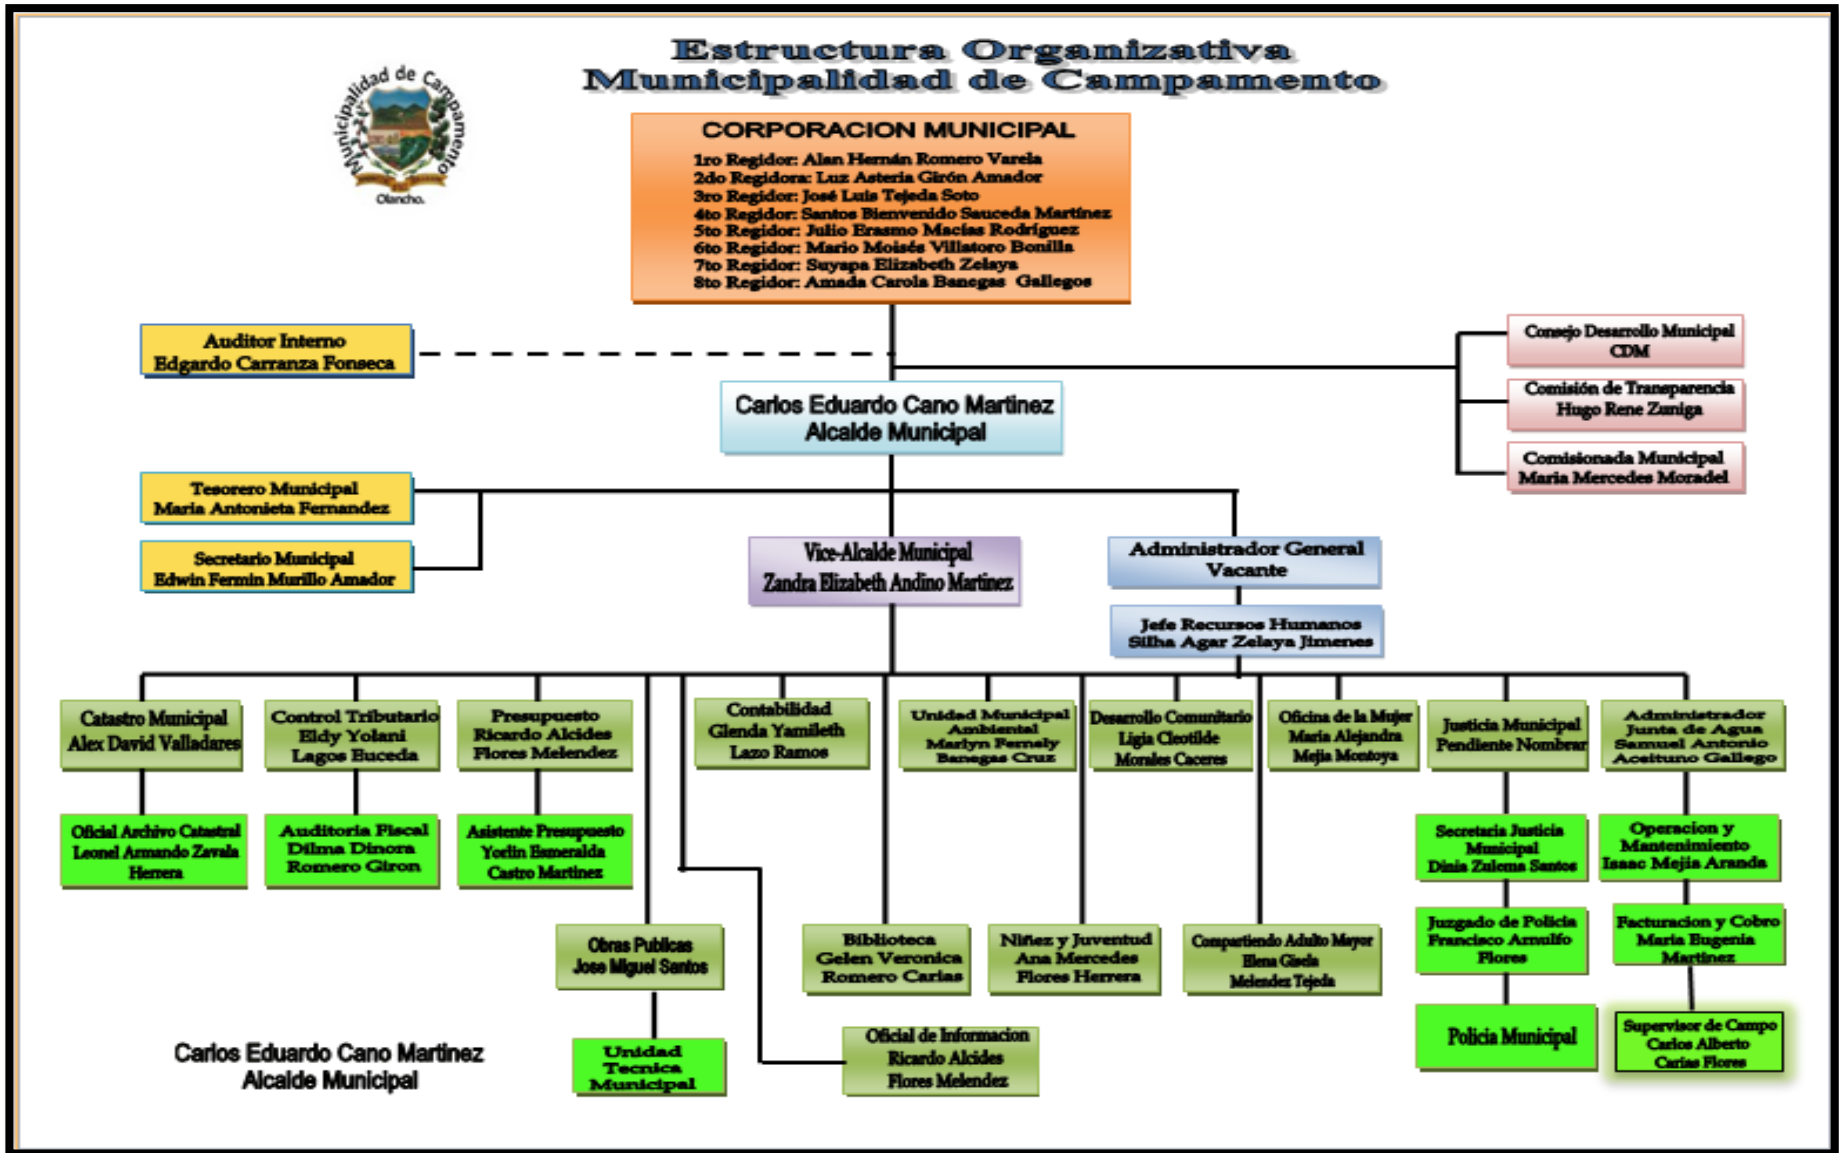 Estructura Organizativa
Municipalidad de Campamento
Municipalidad de Campamento
Olancho.
CORPORACION MUNICIPAL
1ro Regidor: Alan Hernán Romero Varela
2do Regidora: Luz Asteria Girón Amador
3ro Regidor: José Luis Tejeda Soto
4to Regidor: Santos Bienvenido Sauceda Martínez
5to Regidor: Julio Erasmo Macías Rodríguez
6to Regidor: Mario Moisés Villatoro Bonilla
7to Regidor: Suyapa Elizabeth Zelaya
8to Regidor: Amada Carola Banegas Gallegos
Auditor Interno
Edgardo Carranza Fonseca
Consejo Desarrollo Municipal
CDM
Comisión de Transparencia
Hugo Rene Zuniga
Comisionada Municipal
Maria Mercedes Moradel
Carlos Eduardo Cano Martinez
Alcalde Municipal
Tesorero Municipal
Maria Antonieta Fernandez
Secretario Municipal
Edwin Fermin Murillo Amador
Vice-Alcalde Municipal
Zandra Elizabeth Andino Martinez
Administrador General
Vacante
Jefe Recursos Humanos
Silha Agar Zelaya Jimenes
Catastro Municipal
Alex David Valladares
Control Tributario
Eldy Yolani
Lagos Euceda
Presupuesto
Ricardo Alcides
Flores Melendez
Contabilidad
Glenda Yamileth
Lazo Ramos
Unidad Municipal
Ambiental
Marlyn Fernely
Banegas Cruz
Desarrollo Comunitario
Ligia Cleotilde
Morales Caceres
Oficina de la Mujer
Maria Alejandra
Mejia Montoya
Justicia Municipal
Pendiente Nombrar
Administrador
Junta de Agua
Samuel Antonio
Aceituno Gallego
Oficial Archivo Catastral
Leonel Armando Zavala
Herrera
Auditoria Fiscal
Dilma Dinora
Romero Giron
Asistente Presupuesto
Yorlin Esmeralda
Castro Martinez
Secretaria Justicia
Municipal
Dinia Zulema Santos
Operacion y
Mantenimiento
Isaac Mejia Aranda
Obras Publicas
Jose Miguel Santos
Biblioteca
Gelen Veronica
Romero Carias
Niñez y Juventud
Ana Mercedes
Flores Herrera
Compartiendo Adulto Mayor
Elena Gisela
Melendez Tejeda
Juzgado de Policia
Francisco Arnulfo
Flores
Facturacion y Cobro
Maria Eugenia
Martinez
Unidad
Tecnica
Municipal
Oficial de Informacion
Ricardo Alcides
Flores Melendez
Policia Municipal
Supervisor de Campo
Carlos Alberto
Carias Flores
Carlos Eduardo Cano Martinez
Alcalde Municipal